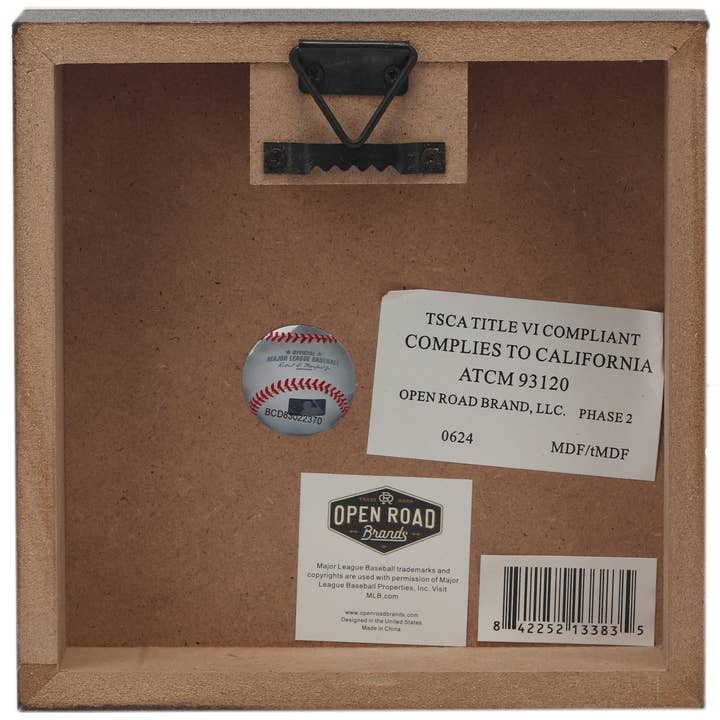 OFFICIAL
MAJOR LEAGUE BASEBALL
BCD83022370
TSCA TITLE VI COMPLIANT
COMPLIES TO CALIFORNIA
ATCM 93120
OPEN ROAD BRAND, LLC. PHASE 2
0624 MDF/tMDF
TRADE MARK
OPEN ROAD
Brands
Major League Baseball trademarks and
copyrights are used with permission of Major
League Baseball Properties, Inc. Visit
MLB.com
www.openroadbrands.com
Designed in the United States
Made in China
8 42252 13383 5